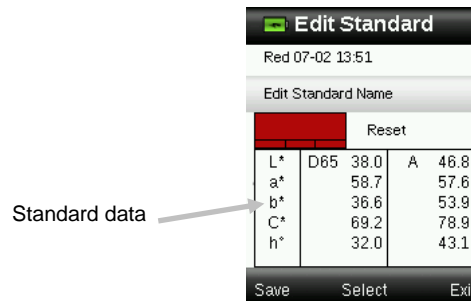 Edit Standard
Red 07-02 13:51
Edit Standard Name
Reset
L* D65 38.0 A 46.8
a* 58.7 57.6
b* 36.6 53.9
C* 69.2 78.9
h° 32.0 43.1
Standard data
Save Select Exi